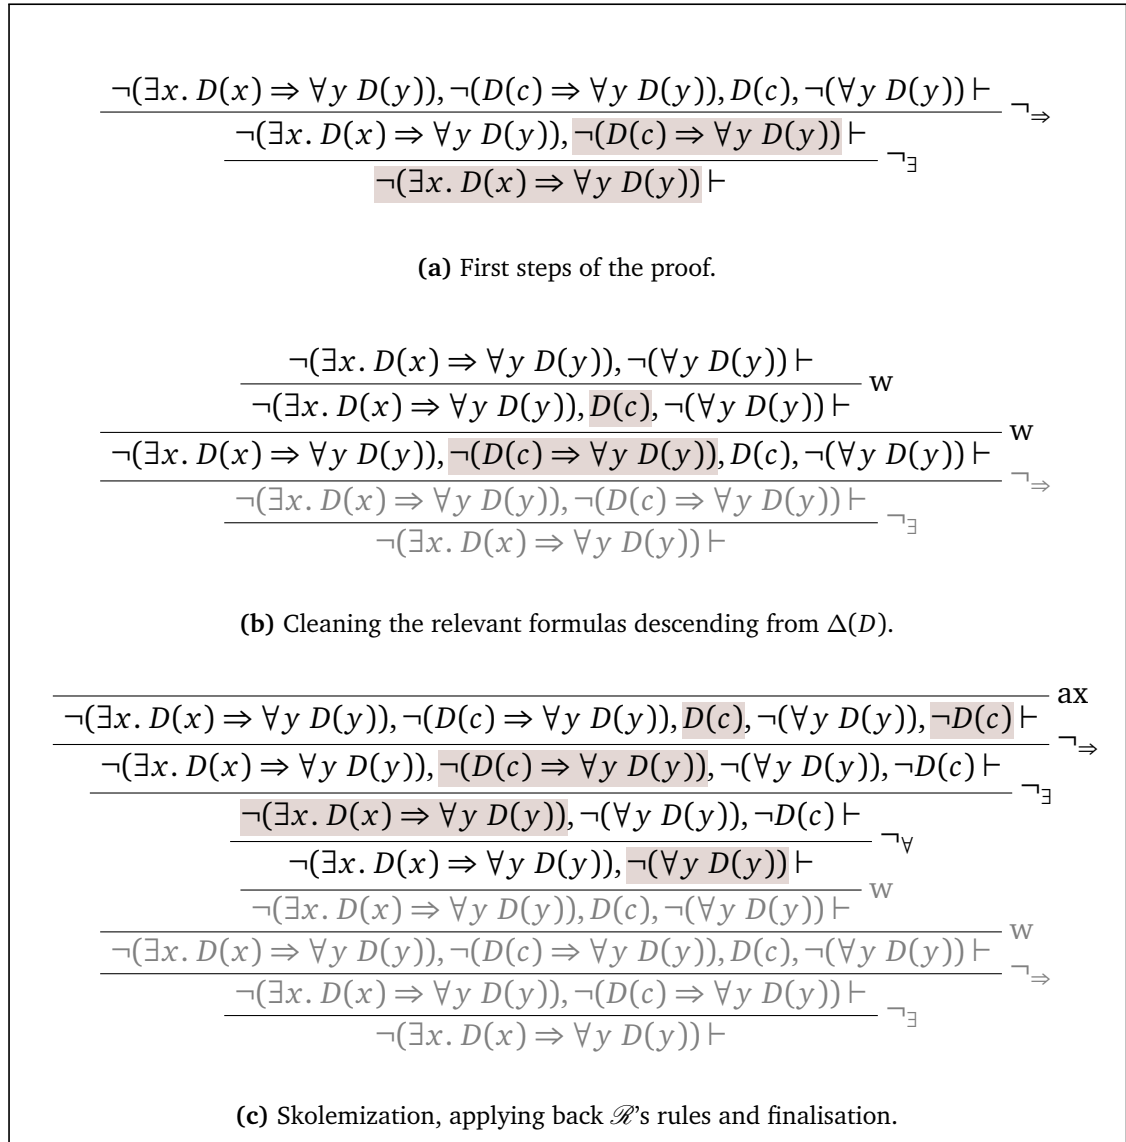 ¬(∃x. D(x) ⇒ ∀y D(y)), ¬(D(c) ⇒ ∀y D(y)), D(c), ¬(∀y D(y)) ⊢ ¬⇒
¬(∃x. D(x) ⇒ ∀y D(y)), ¬(D(c) ⇒ ∀y D(y)) ⊢ ¬∃
¬(∃x. D(x) ⇒ ∀y D(y)) ⊢
(a) First steps of the proof.
¬(∃x. D(x) ⇒ ∀y D(y)), ¬(∀y D(y)) ⊢ w
¬(∃x. D(x) ⇒ ∀y D(y)), D(c), ¬(∀y D(y)) ⊢ w
¬(∃x. D(x) ⇒ ∀y D(y)), ¬(D(c) ⇒ ∀y D(y)), D(c), ¬(∀y D(y)) ⊢ ¬⇒
¬(∃x. D(x) ⇒ ∀y D(y)), ¬(D(c) ⇒ ∀y D(y)) ⊢ ¬∃
¬(∃x. D(x) ⇒ ∀y D(y)) ⊢
(b) Cleaning the relevant formulas descending from Δ(D).
ax
¬(∃x. D(x) ⇒ ∀y D(y)), ¬(D(c) ⇒ ∀y D(y)), D(c), ¬(∀y D(y)), ¬D(c) ⊢ ¬⇒
¬(∃x. D(x) ⇒ ∀y D(y)), ¬(D(c) ⇒ ∀y D(y)), ¬(∀y D(y)), ¬D(c) ⊢ ¬∃
¬(∃x. D(x) ⇒ ∀y D(y)), ¬(∀y D(y)), ¬D(c) ⊢ ¬∀
¬(∃x. D(x) ⇒ ∀y D(y)), ¬(∀y D(y)) ⊢ w
¬(∃x. D(x) ⇒ ∀y D(y)), D(c), ¬(∀y D(y)) ⊢ w
¬(∃x. D(x) ⇒ ∀y D(y)), ¬(D(c) ⇒ ∀y D(y)), D(c), ¬(∀y D(y)) ⊢ ¬⇒
¬(∃x. D(x) ⇒ ∀y D(y)), ¬(D(c) ⇒ ∀y D(y)) ⊢ ¬∃
¬(∃x. D(x) ⇒ ∀y D(y)) ⊢
(c) Skolemization, applying back ℛ's rules and finalisation.